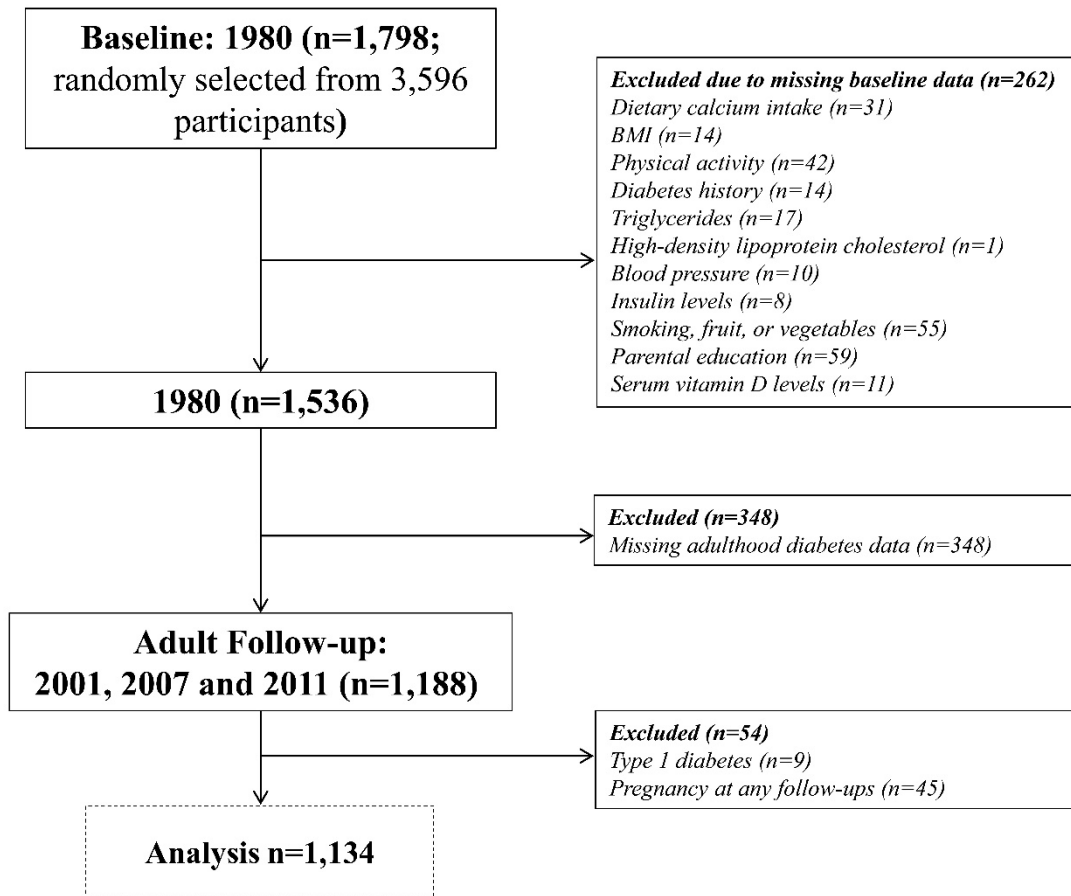 Baseline: 1980 (n=1,798;
randomly selected from 3,596
participants)
Excluded due to missing baseline data (n=262)
Dietary calcium intake (n=31)
BMI (n=14)
Physical activity (n=42)
Diabetes history (n=14)
Triglycerides (n=17)
High-density lipoprotein cholesterol (n=1)
Blood pressure (n=10)
Insulin levels (n=8)
Smoking, fruit, or vegetables (n=55)
Parental education (n=59)
Serum vitamin D levels (n=11)
1980 (n=1,536)
Excluded (n=348)
Missing adulthood diabetes data (n=348)
Adult Follow-up:
2001, 2007 and 2011 (n=1,188)
Excluded (n=54)
Type 1 diabetes (n=9)
Pregnancy at any follow-ups (n=45)
Analysis n=1,134